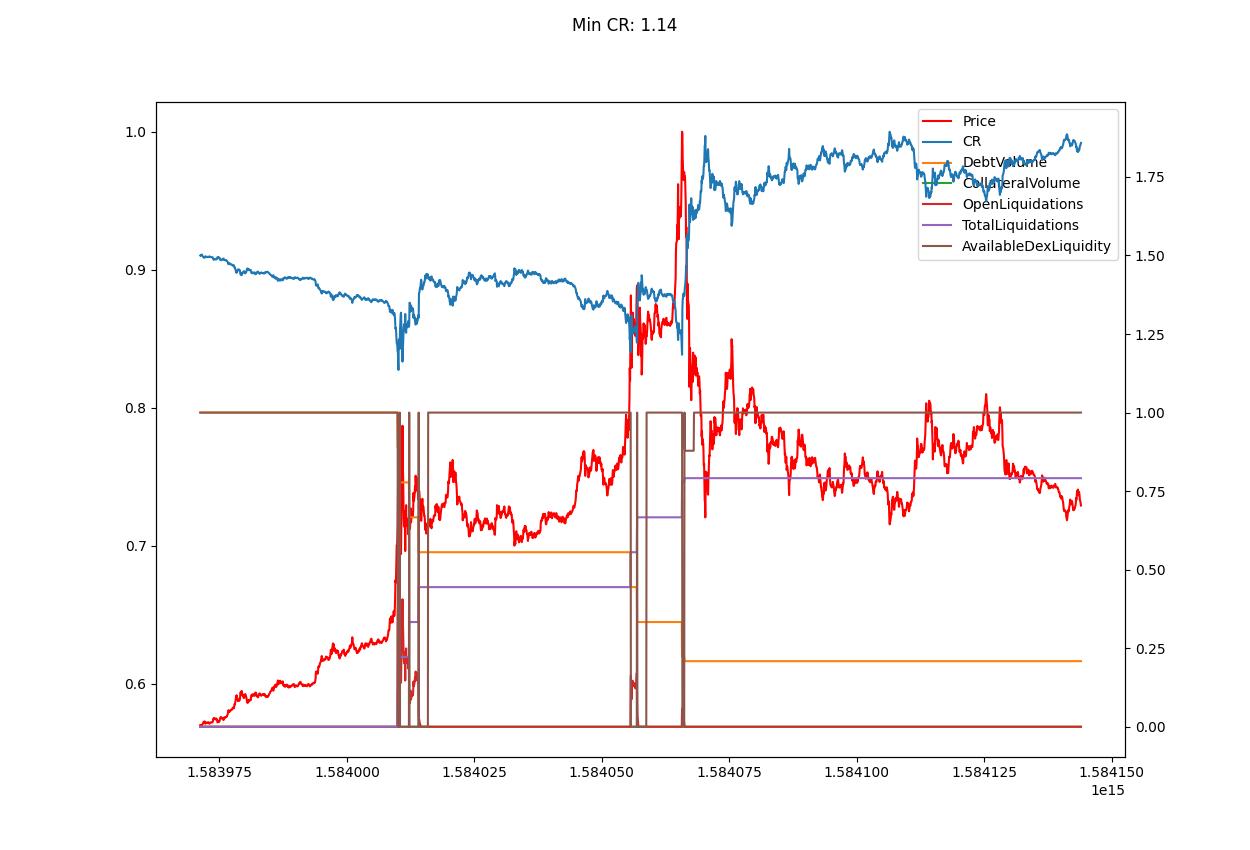 Min CR: 1.14
1.0
0.9
0.8
0.7
0.6
Price
CR
DebtVolume
CollateralVolume
OpenLiquidations
TotalLiquidations
AvailableDexLiquidity
1.75
1.50
1.25
1.00
0.75
0.50
0.25
0.00
1.583975 1.584000 1.584025 1.584050 1.584075 1.584100 1.584125 1.584150
1e15